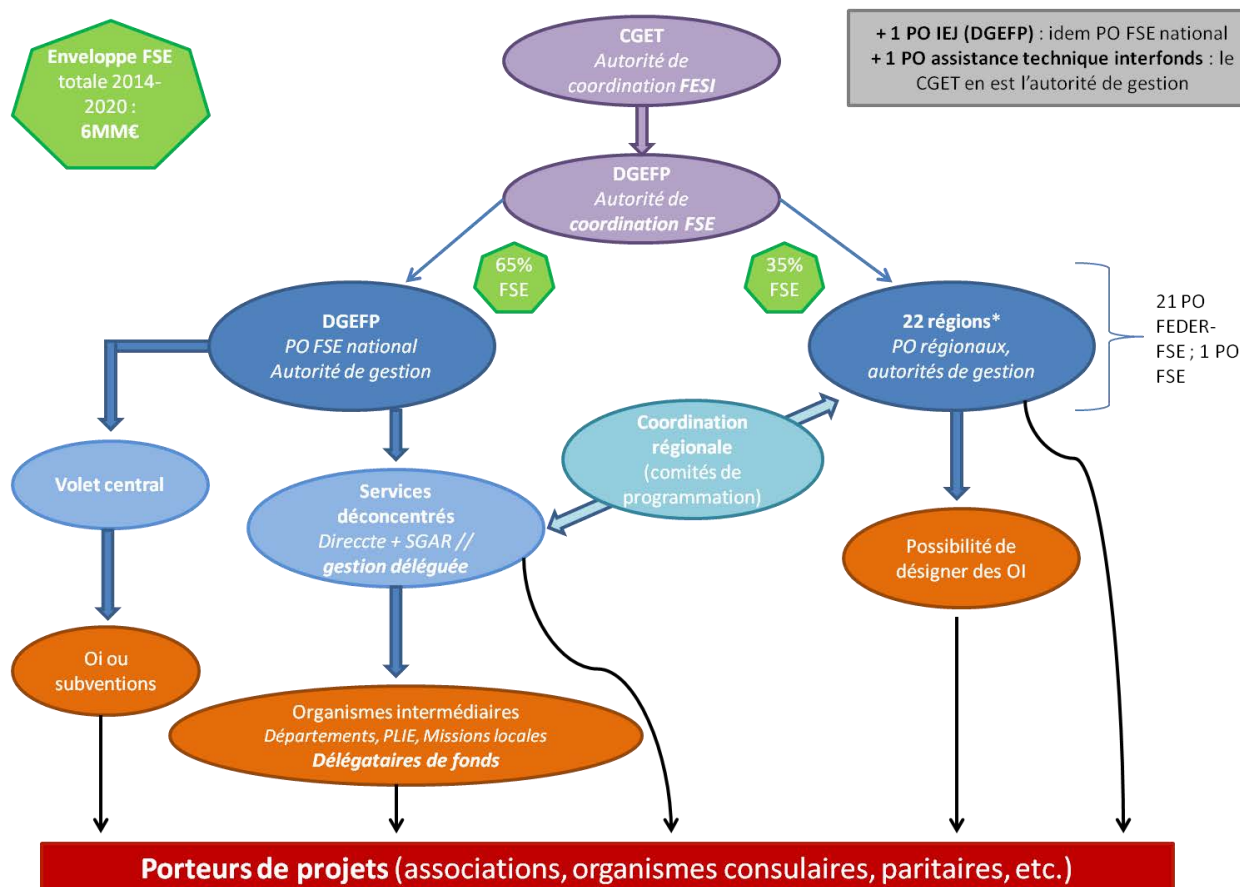 Enveloppe FSE
totale 2014-
2020 :
6MM€
CGET
Autorité de
coordination FESI
+ 1 PO IEJ (DGEFP) : idem PO FSE national
+ 1 PO assistance technique interfonds : le
CGET en est l'autorité de gestion
DGEFP
Autorité de
coordination FSE
65%
FSE
35%
FSE
DGEFP
PO FSE national
Autorité de gestion
22 régions*
PO régionaux,
autorités de gestion
21 PO
FEDER-
FSE ; 1 PO
FSE
Coordination
régionale
(comités de
programmation)
Volet central
Services
déconcentrés
Direccte + SGAR //
gestion déléguée
Possibilité de
désigner des OI
Oi ou
subventions
Organismes intermédiaires
Départements, PLIE, Missions locales
Délégataires de fonds
Porteurs de projets (associations, organismes consulaires, paritaires, etc.)